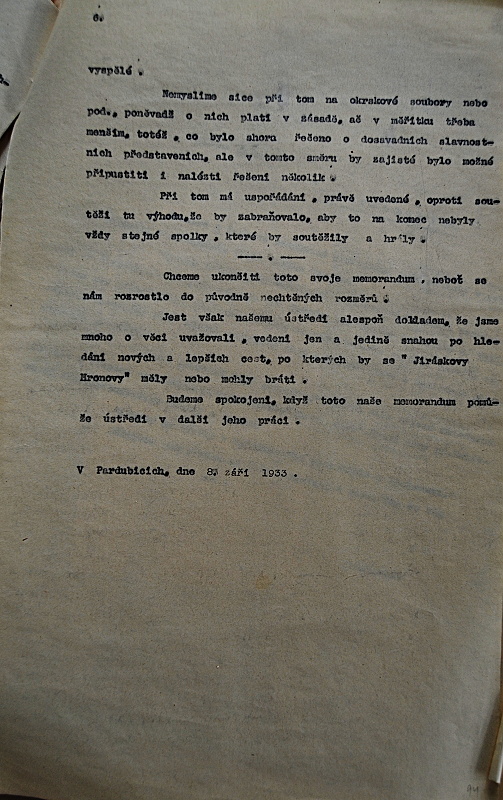 6.
vyspělé .
Nemyslíme sice při tom na okrskové soubory nebo
pod., poněvadž o nich platí v zásadě, ač v měřítku třeba
menším, totéž , co bylo shora řečeno o dosavadních slavnost-
ních představeních, ale v tomto směru by zajisté bylo možné
připustiti i nalésti řešení několik .
Při tom má uspořádání , právě uvedené , oproti sou-
těži tu výhodu,že by zabraňovalo, aby to na konec nebyly
vždy stejné spolky , které by soutěžily a hrály .
Chceme ukončiti toto svoje memorandum , neboť se
nám rozrostlo do původně nechtěných rozměrů .
Jest však našemu ústředí alespoň dokladem, že jsme
mnoho o věci uvažovali , vedeni jen a jedině snahou po hle-
dání nových a lepších cest, po kterých by se " Jiráskovy
Hronovy" měly nebo mohly bráti .
Budeme spokojeni, když toto naše memorandum pomů-
že ústředí v další jeho práci .
V Pardubicích, dne 8. září 1933 .